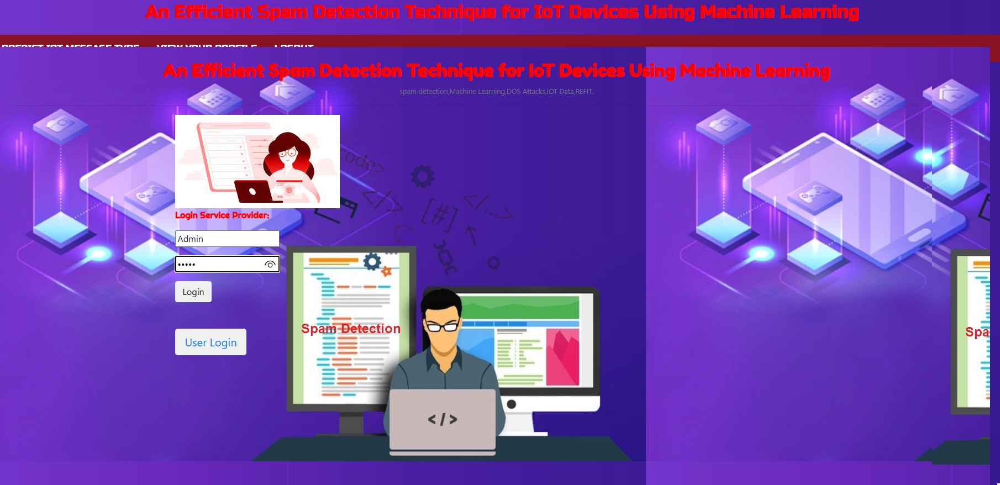 An Efficient Spam Detection Technique for IoT Devices Using Machine Learning
PREDICT IOT MESSAGE TYPE VIEW YOUR PROFILE LOGOUT
An Efficient Spam Detection Technique for IoT Devices Using Machine Learning
spam detection,Machine Learning,DOS Attacks,IOT Data,REFIT.
code>
</>
[#]
<...>
Login Service Provider:
Admin
•••••
Login
Spam Detection
Spa
User Login
</>